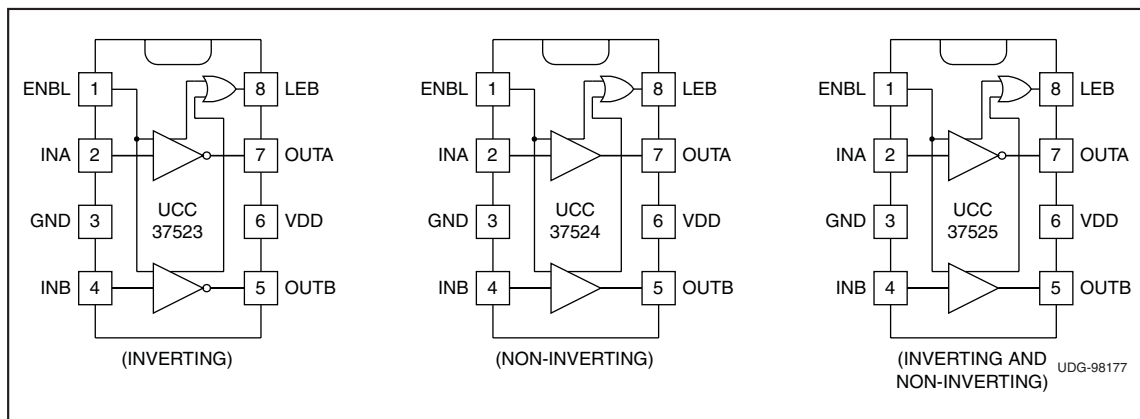 ENBL 1 8 LEB
INA 2 7 OUTA
GND 3 UCC 37523 6 VDD
INB 4 5 OUTB
(INVERTING)
ENBL 1 8 LEB
INA 2 7 OUTA
GND 3 UCC 37524 6 VDD
INB 4 5 OUTB
(NON-INVERTING)
ENBL 1 8 LEB
INA 2 7 OUTA
GND 3 UCC 37525 6 VDD
INB 4 5 OUTB
(INVERTING AND
NON-INVERTING)
UDG-98177